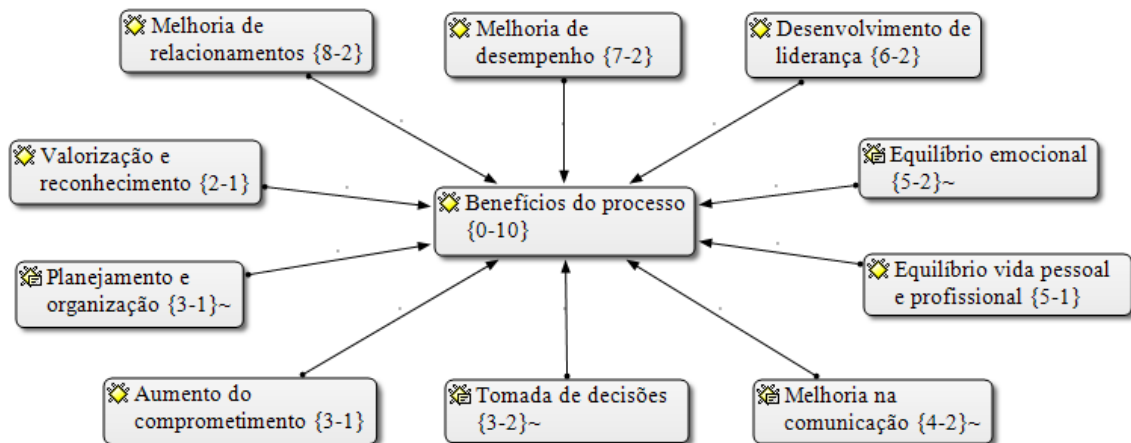 Melhoria de
relacionamentos {8-2}
Melhoria de
desempenho {7-2}
Desenvolvimento de
liderança {6-2}
Valorização e
reconhecimento {2-1}
Equilíbrio emocional
{5-2}~
Benefícios do processo
{0-10}
Planejamento e
organização {3-1}~
Equilíbrio vida pessoal
e profissional {5-1}
Aumento do
comprometimento {3-1}
Tomada de decisões
{3-2}~
Melhoria na
comunicação {4-2}~